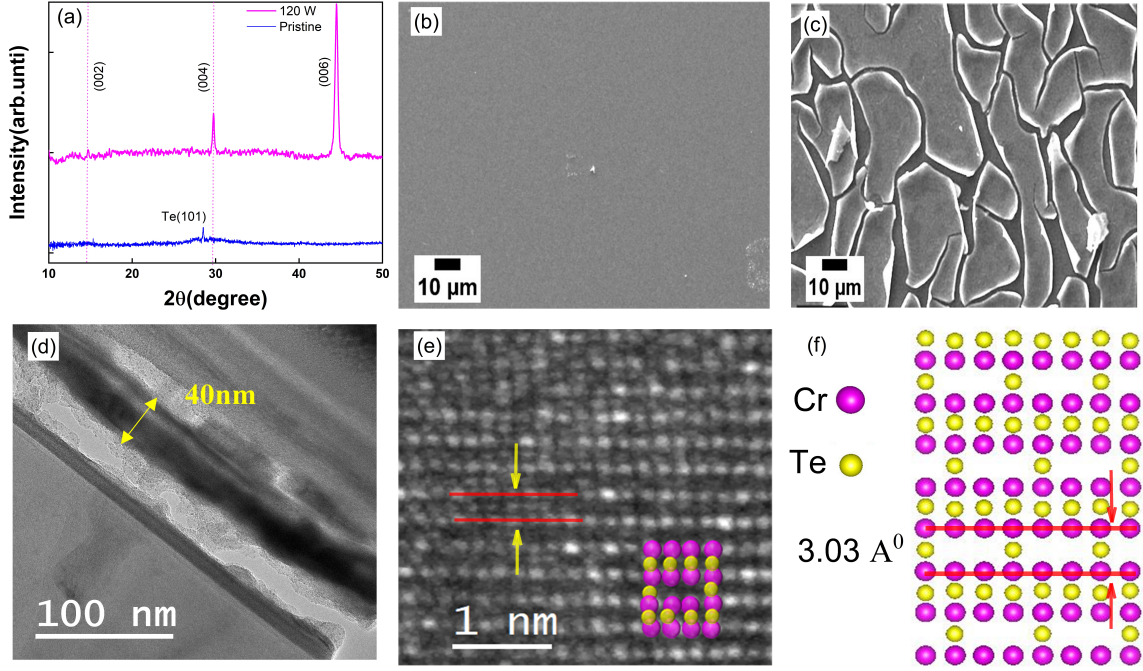 (a)
120 W
Pristine
(002)
(004)
(006)
Te(101)
Intensity(arb.unti)
10 20 30 40 50
2θ(degree)
(b)
10 µm
(c)
10 µm
(d)
40nm
100 nm
(e)
1 nm
(f)
Cr
Te
3.03 A⁰